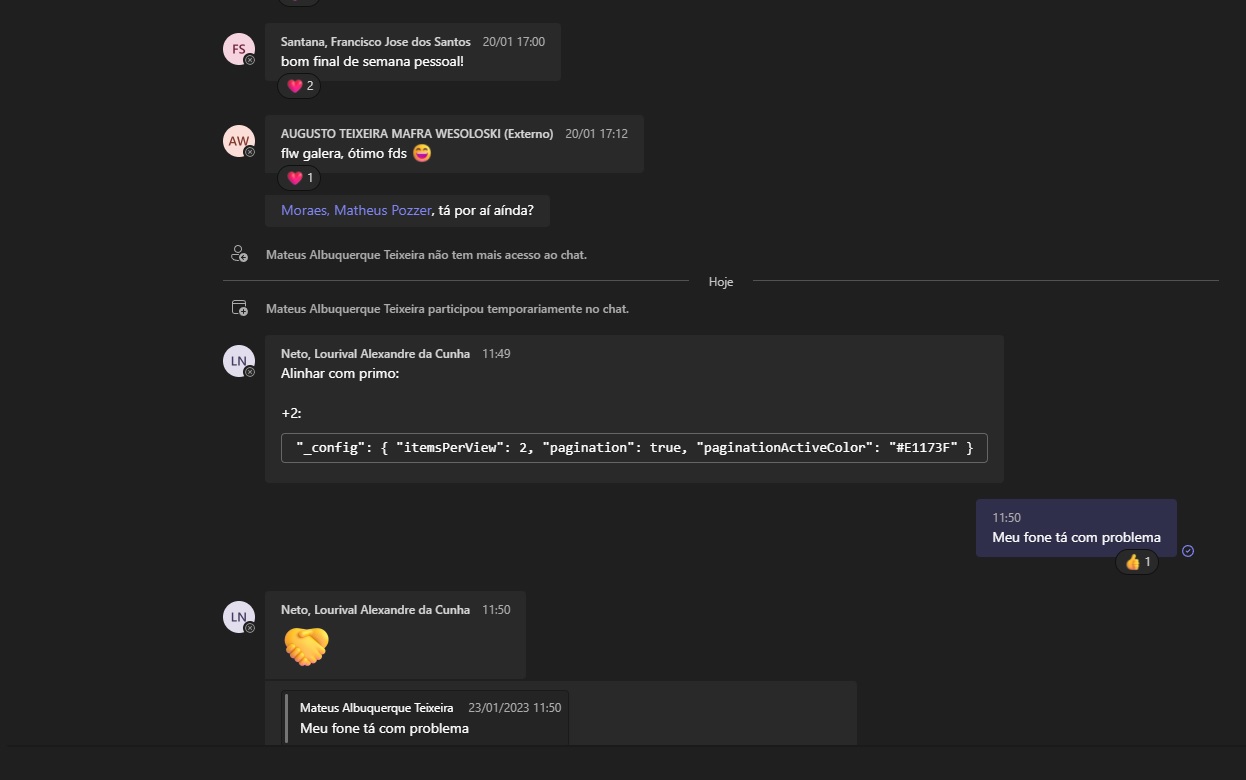 Santana, Francisco Jose dos Santos 20/01 17:00
FS
bom final de semana pessoal!
2
AUGUSTO TEIXEIRA MAFRA WESOLOSKI (Externo) 20/01 17:12
AW
flw galera, ótimo fds
1
Moraes, Matheus Pozzer, tá por aí aínda?
Mateus Albuquerque Teixeira não tem mais acesso ao chat.
Hoje
Mateus Albuquerque Teixeira participou temporariamente no chat.
Neto, Lourival Alexandre da Cunha 11:49
LN
Alinhar com primo:
+2:
"_config": { "itemsPerView": 2, "pagination": true, "paginationActiveColor": "#E1173F" }
11:50
Meu fone tá com problema
1
Neto, Lourival Alexandre da Cunha 11:50
LN
Mateus Albuquerque Teixeira 23/01/2023 11:50
Meu fone tá com problema